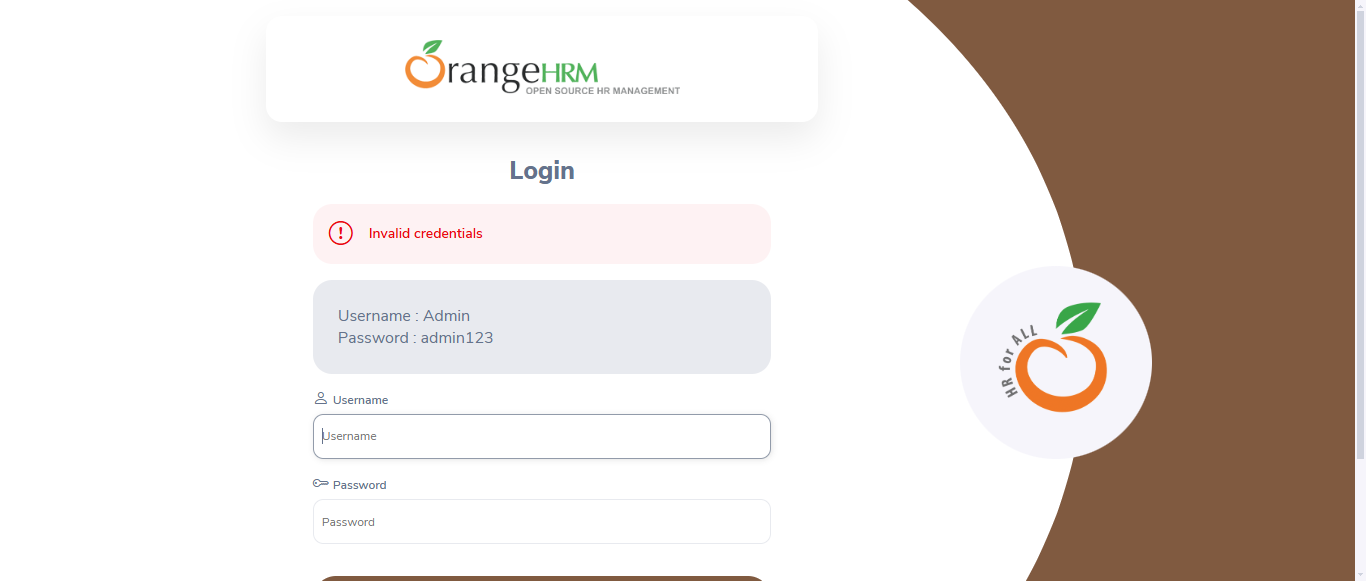 OrangeHRM
OPEN SOURCE HR MANAGEMENT
Login
Invalid credentials
Username : Admin
Password : admin123
Username
Username
Password
Password
HR for ALL